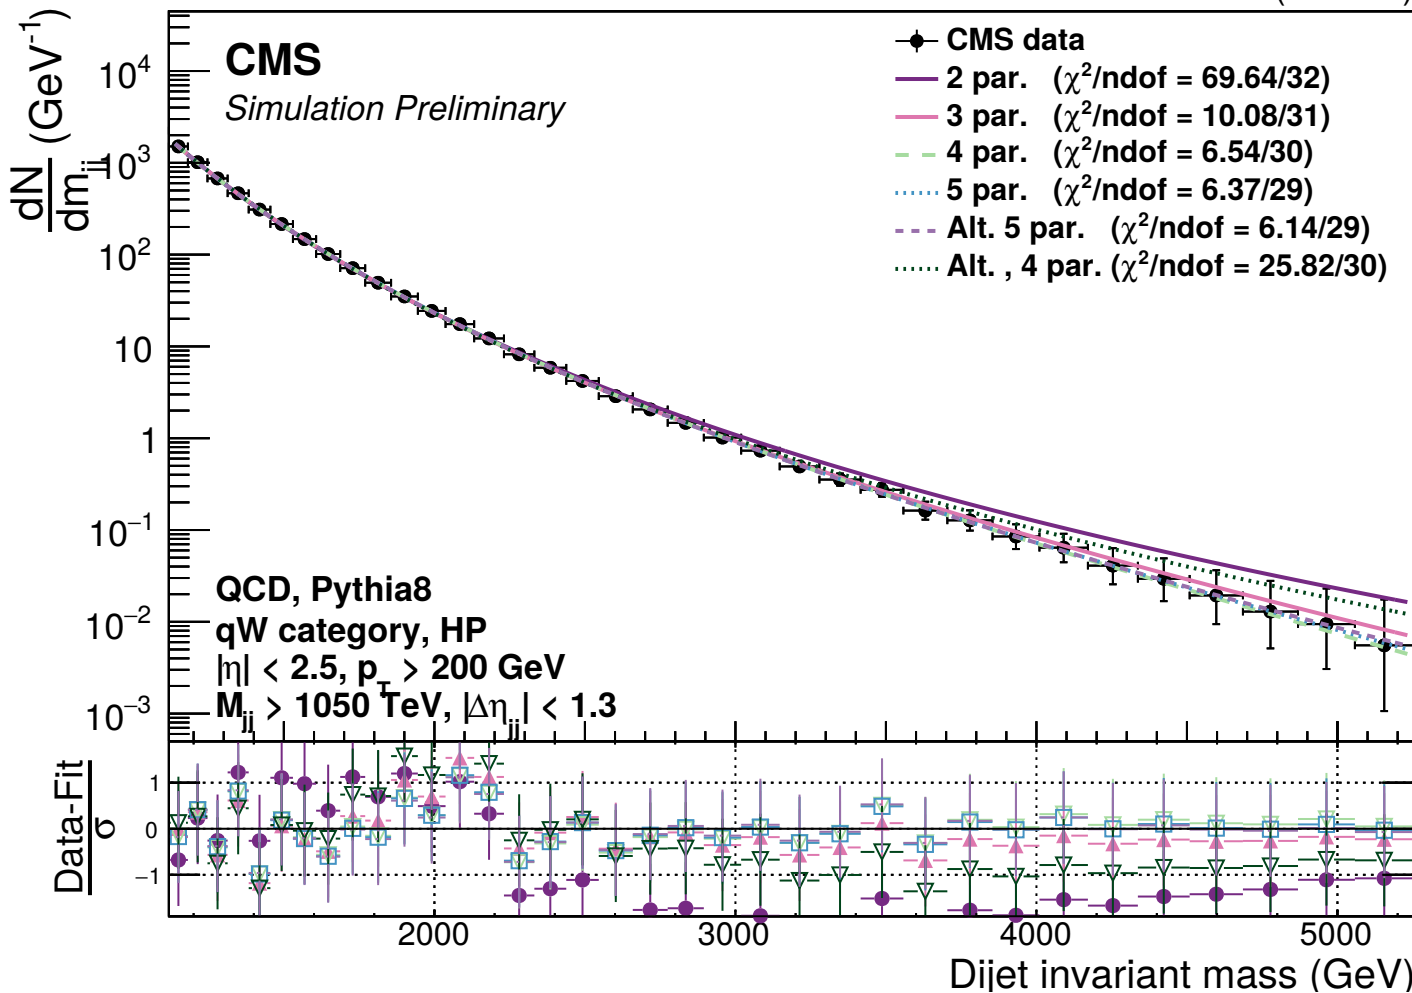 CMS
Simulation Preliminary
CMS data
2 par. (χ²/ndof = 69.64/32)
3 par. (χ²/ndof = 10.08/31)
4 par. (χ²/ndof = 6.54/30)
5 par. (χ²/ndof = 6.37/29)
Alt. 5 par. (χ²/ndof = 6.14/29)
Alt. , 4 par. (χ²/ndof = 25.82/30)
dN/dm_jj (GeV⁻¹)
10⁴
10³
10²
10
1
10⁻¹
10⁻²
10⁻³
QCD, Pythia8
qW category, HP
|η| < 2.5, p_T > 200 GeV
M_jj > 1050 TeV, |Δη_jj| < 1.3
Data-Fit/σ
1
0
−1
2000 3000 4000 5000
Dijet invariant mass (GeV)